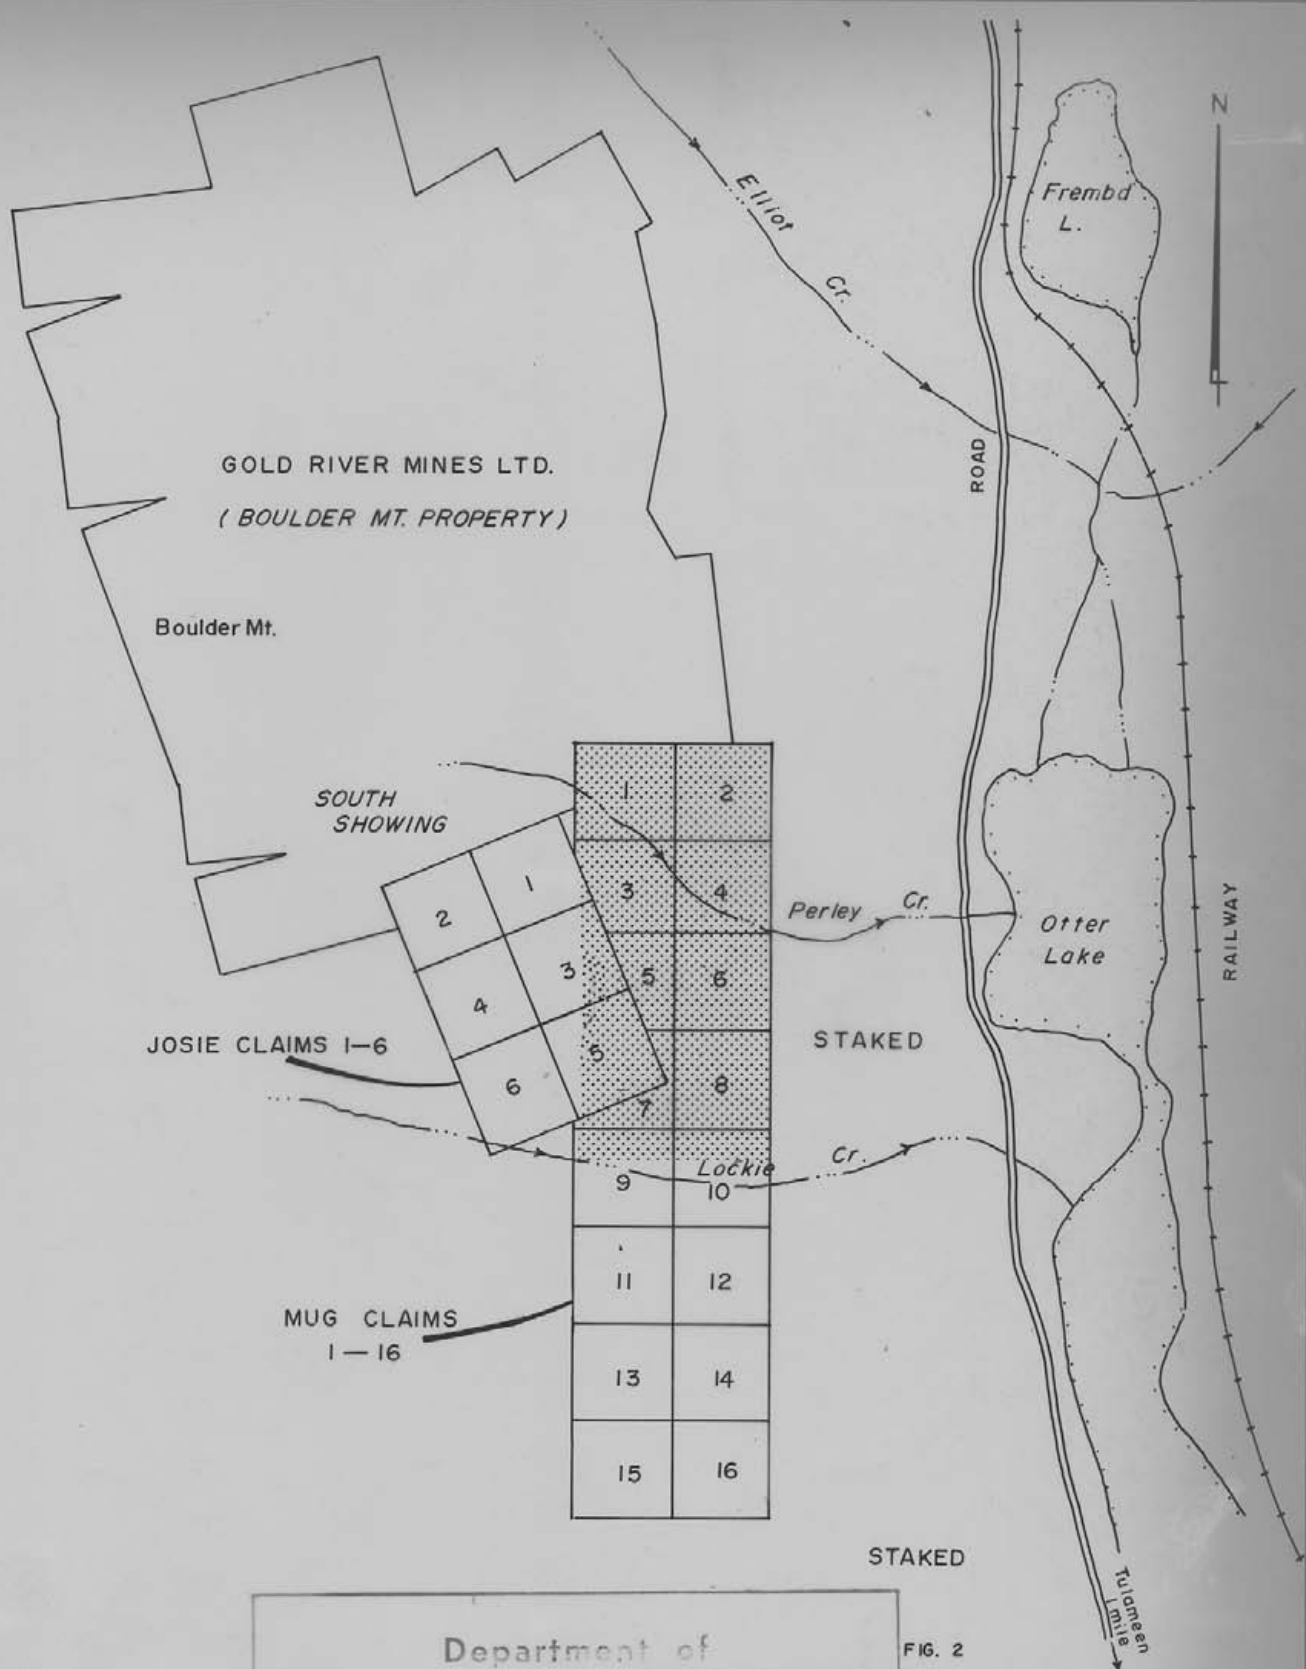 N
Frembd
L.
Elliot
Cr.
ROAD
GOLD RIVER MINES LTD.
( BOULDER MT. PROPERTY )
Boulder Mt.
SOUTH
SHOWING
1
2
1
2
3
4
Perley
Cr.
Otter
Lake
RAILWAY
3
4
5
6
STAKED
JOSIE CLAIMS 1—6
5
6
7
8
Lockie
Cr.
9
10
11
12
MUG CLAIMS
1 — 16
13
14
15
16
STAKED
Tulameen
1 mile
Department of
FIG. 2